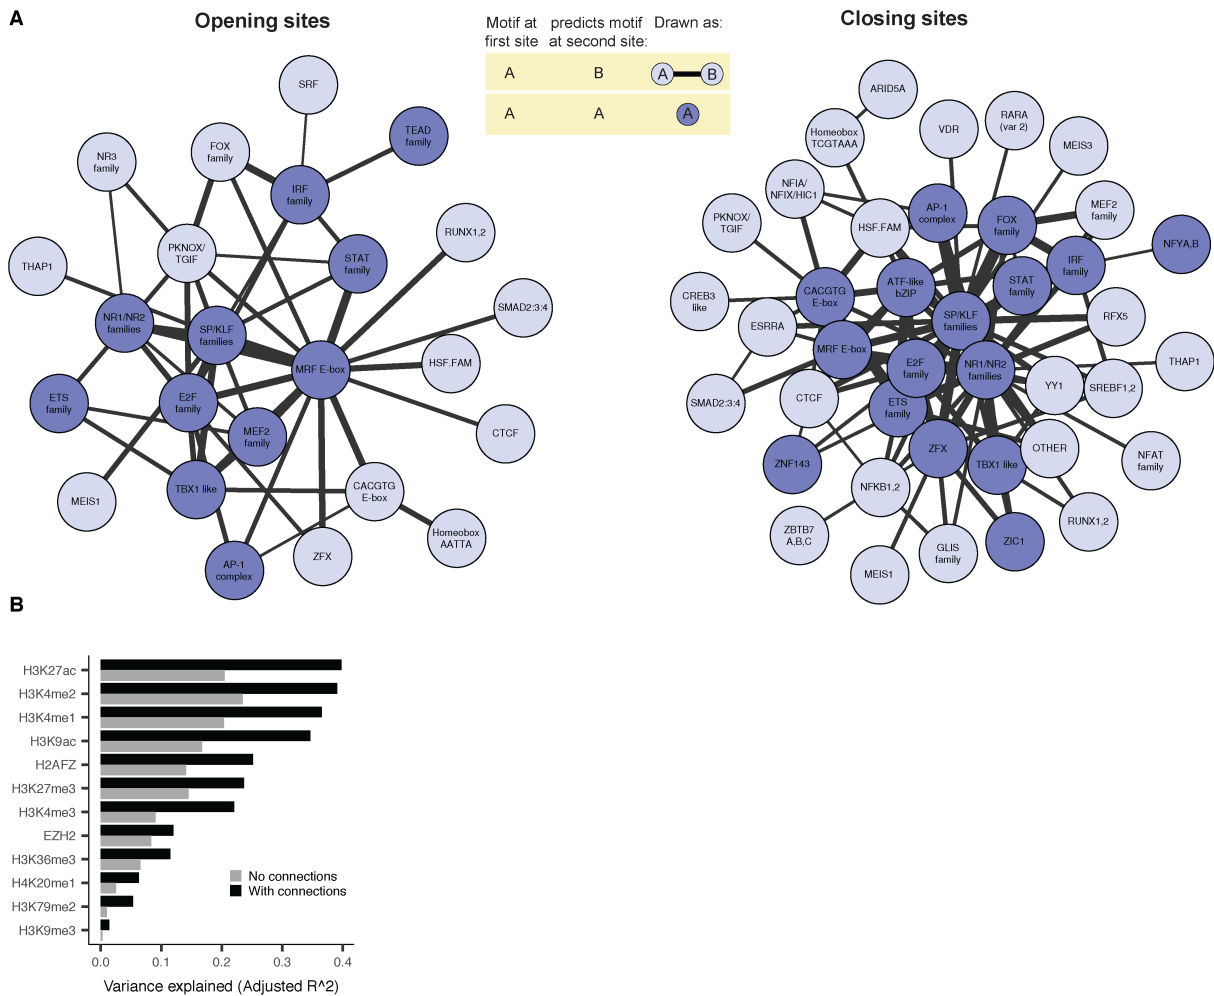 A
Opening sites
Closing sites
Motif at
first site
predicts motif
at second site:
Drawn as:
A
B
A
B
A
A
A
SRF
TEAD
family
FOX
family
NR3
family
IRF
family
RUNX1,2
PKNOX/
TGIF
STAT
family
THAP1
SMAD2:3:4
NR1/NR2
families
SP/KLF
families
HSF.FAM
MRF E-box
ETS
family
E2F
family
MEF2
family
CTCF
MEIS1
TBX1 like
CACGTG
E-box
Homeobox
AATTA
ZFX
AP-1
complex
ARID5A
Homeobox
TCGTAAA
VDR
RARA
(var 2)
MEIS3
NFIA/
NFIX/HIC1
PKNOX/
TGIF
HSF.FAM
AP-1
complex
FOX
family
MEF2
family
NFYA,B
IRF
family
CREB3
like
CACGTG
E-box
ATF-like
bZIP
STAT
family
ESRRA
SP/KLF
families
RFX5
MRF E-box
E2F
family
NR1/NR2
families
THAP1
YY1
SREBF1,2
SMAD2:3:4
CTCF
ETS
family
ZNF143
ZFX
TBX1 like
OTHER
NFAT
family
NFKB1,2
RUNX1,2
ZBTB7
A,B,C
GLIS
family
ZIC1
MEIS1
B
H3K27ac
H3K4me2
H3K4me1
H3K9ac
H2AFZ
H3K27me3
H3K4me3
EZH2
H3K36me3
H4K20me1
H3K79me2
H3K9me3
No connections
With connections
0.0
0.1
0.2
0.3
0.4
Variance explained (Adjusted R^2)